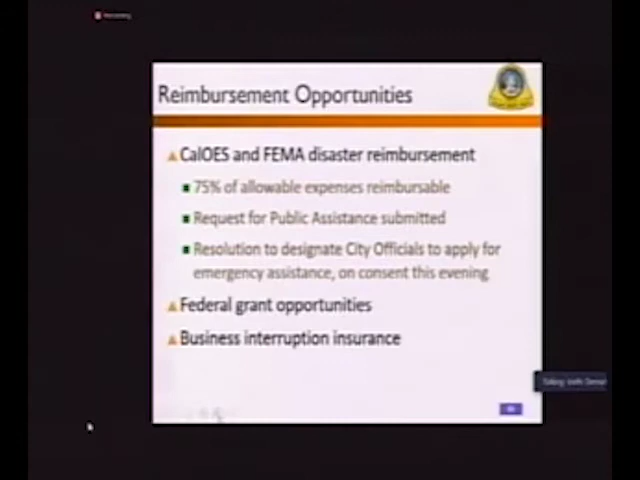 Reimbursement Opportunities
CalOES and FEMA disaster reimbursement
75% of allowable expenses reimbursable
Request for Public Assistance submitted
Resolution to designate City Officials to apply for
emergency assistance, on consent this evening
Federal grant opportunities
Business interruption insurance